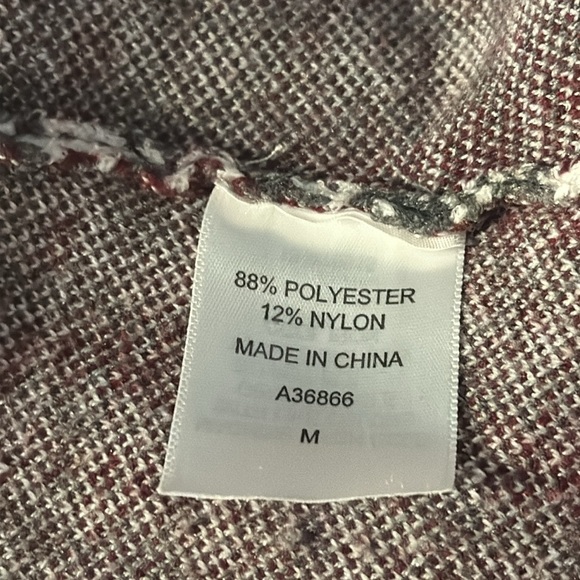 88% POLYESTER
12% NYLON
MADE IN CHINA
A36866
M